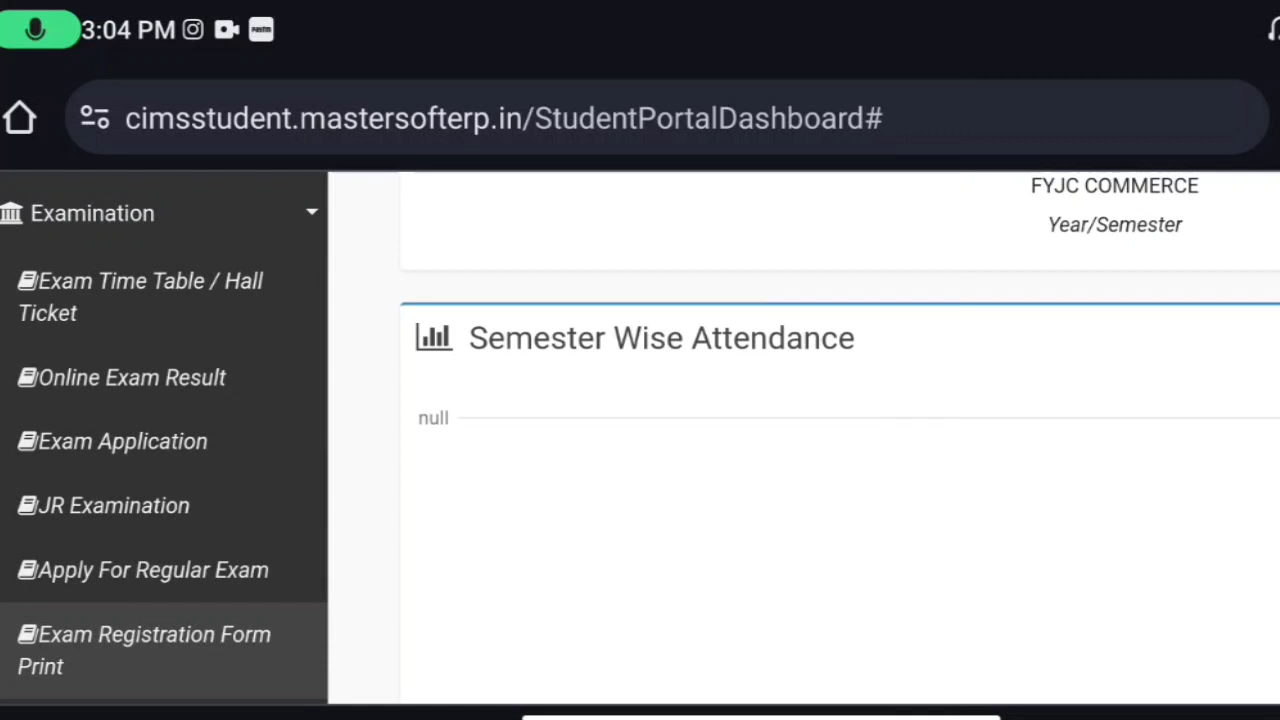 3:04 PM
cimsstudent.mastersofterp.in/StudentPortalDashboard#
Examination
Exam Time Table / Hall
Ticket
Online Exam Result
Exam Application
JR Examination
Apply For Regular Exam
Exam Registration Form
Print
FYJC COMMERCE
Year/Semester
Semester Wise Attendance
null